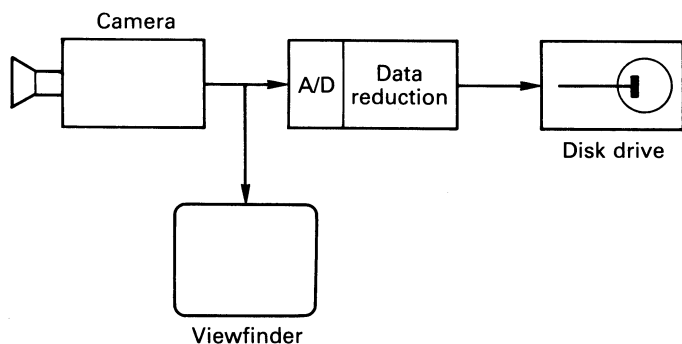 Camera
A/D
Data
reduction
Disk drive
Viewfinder